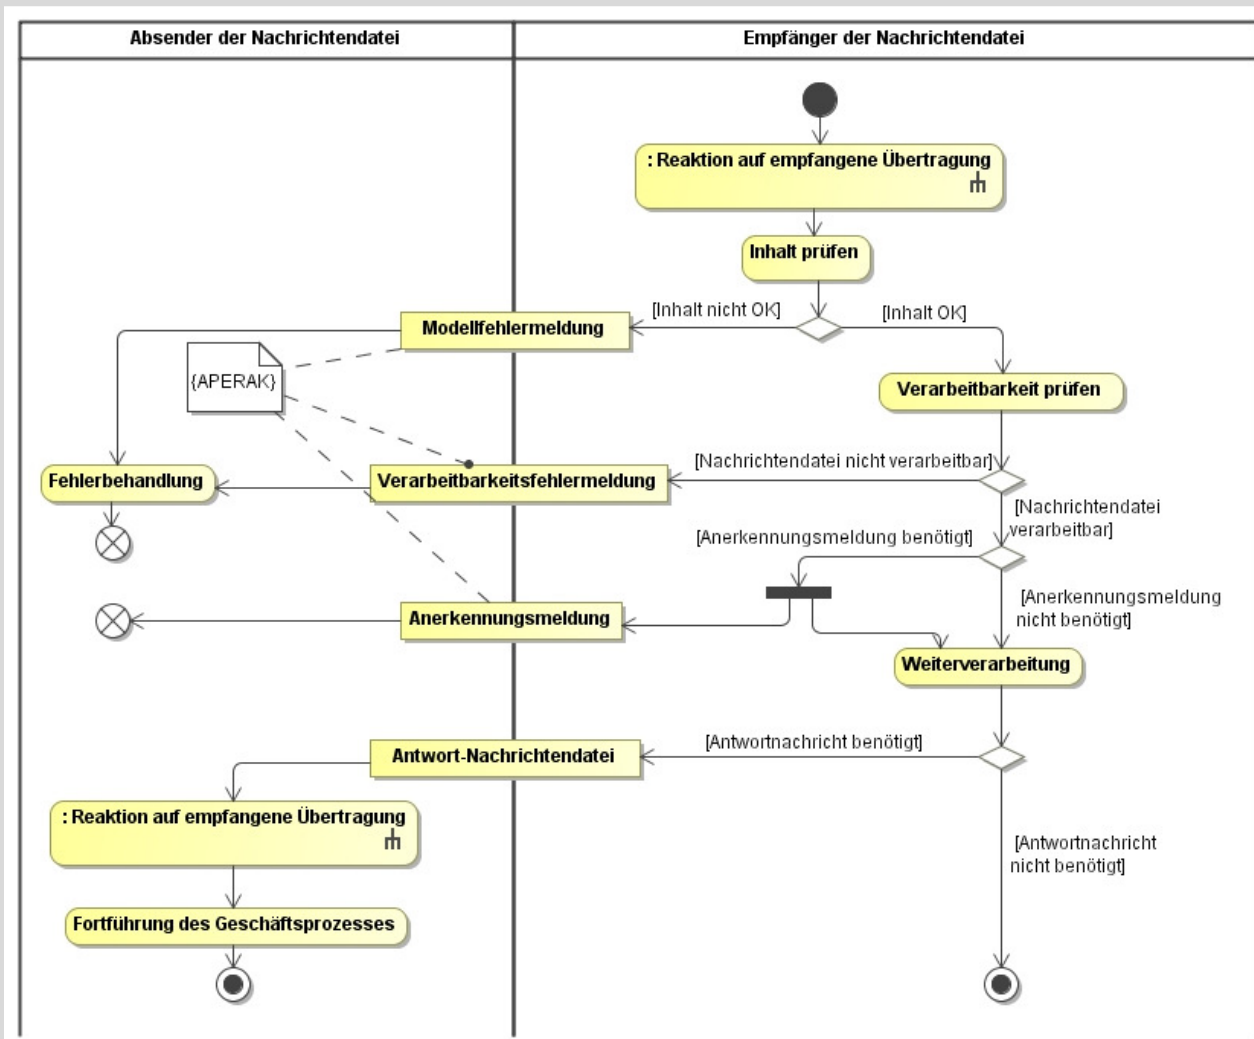 Absender der Nachrichtendatei
Empfänger der Nachrichtendatei
: Reaktion auf empfangene Übertragung
Inhalt prüfen
[Inhalt nicht OK]
[Inhalt OK]
Modellfehlermeldung
{APERAK}
Verarbeitbarkeit prüfen
[Nachrichtendatei nicht verarbeitbar]
Fehlerbehandlung
Verarbeitbarkeitsfehlermeldung
[Nachrichtendatei
verarbeitbar]
[Anerkennungsmeldung benötigt]
[Anerkennungsmeldung
nicht benötigt]
Anerkennungsmeldung
Weiterverarbeitung
[Antwortnachricht benötigt]
Antwort-Nachrichtendatei
: Reaktion auf empfangene Übertragung
[Antwortnachricht
nicht benötigt]
Fortführung des Geschäftsprozesses